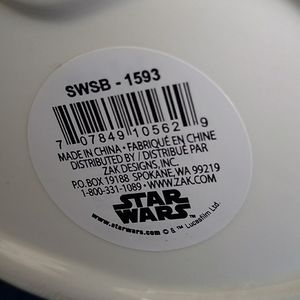 SWSB - 1593
7 07849 10562 9
MADE IN CHINA • FABRIQUÉ EN CHINE
DISTRIBUTED BY / DISTRIBUÉ PAR
ZAK DESIGNS, INC.
P.O. BOX 19188 SPOKANE, WA 99219
1-800-331-1089 • WWW.ZAK.COM
STAR
WARS
www.starwars.com © & ™ Lucasfilm Ltd.